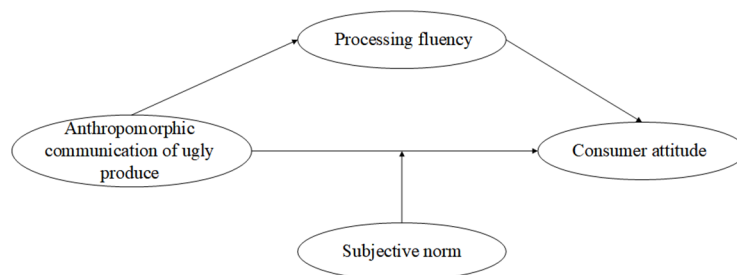 Processing fluency
Anthropomorphic
communication of ugly
produce
Consumer attitude
Subjective norm